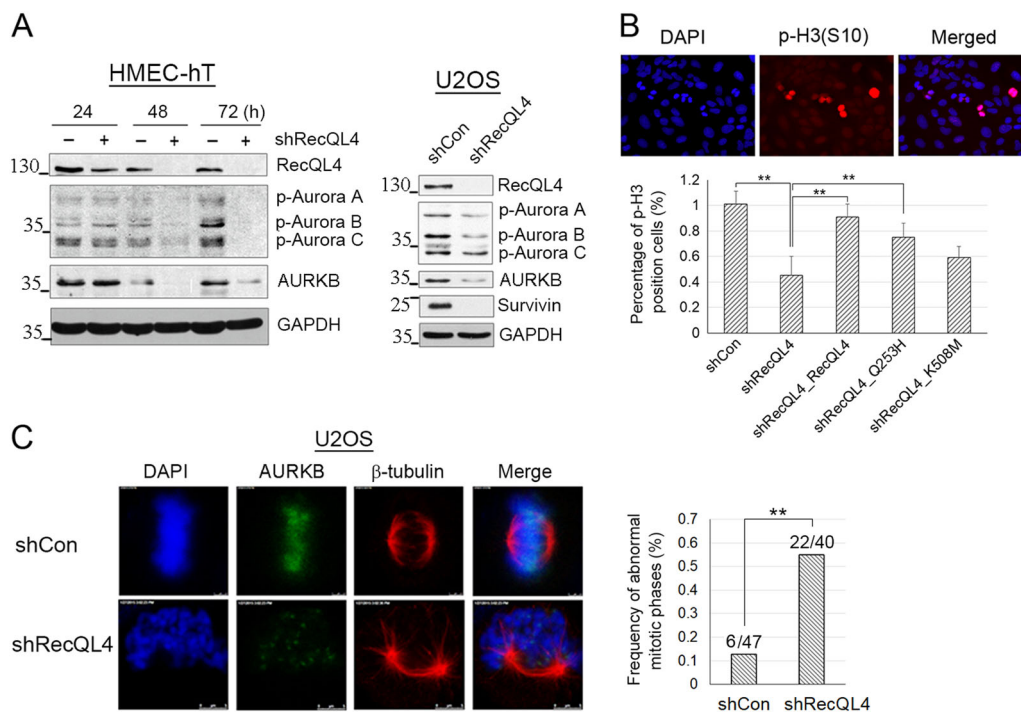 A
HMEC-hT
24 48 72 (h)
– + – + – + shRecQL4
130 RecQL4
p-Aurora A
p-Aurora B
35
p-Aurora C
35 AURKB
35 GAPDH
U2OS
shCon shRecQL4
130 RecQL4
p-Aurora A
p-Aurora B
35
p-Aurora C
35 AURKB
25 Survivin
35 GAPDH
B
DAPI p-H3(S10) Merged
Percentage of p-H3
position cells (%)
1.2
1
0.8
0.6
0.4
0.2
0
** ** **
shCon
shRecQL4
shRecQL4_RecQL4
shRecQL4_Q253H
shRecQL4_K508M
C
U2OS
DAPI AURKB β-tubulin Merge
shCon
shRecQL4
Frequency of abnormal
mitotic phases (%)
0.7
0.6
0.5
0.4
0.3
0.2
0.1
0
**
6/47
22/40
shCon shRecQL4